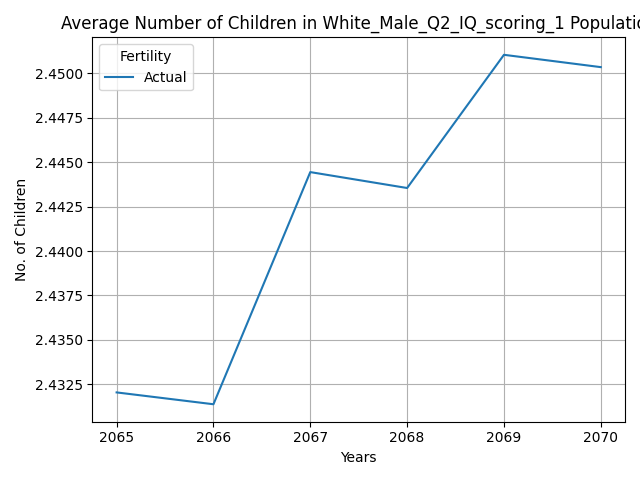 Average Number of Children in White_Male_Q2_IQ_scoring_1 Populatio
Fertility
Actual
2.4500
2.4475
2.4450
2.4425
2.4400
2.4375
2.4350
2.4325
No. of Children
2065 2066 2067 2068 2069 2070
Years